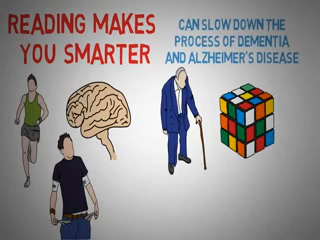 READING MAKES
YOU SMARTER
CAN SLOW DOWN THE
PROCESS OF DEMENTIA
AND ALZHEIMER'S DISEASE